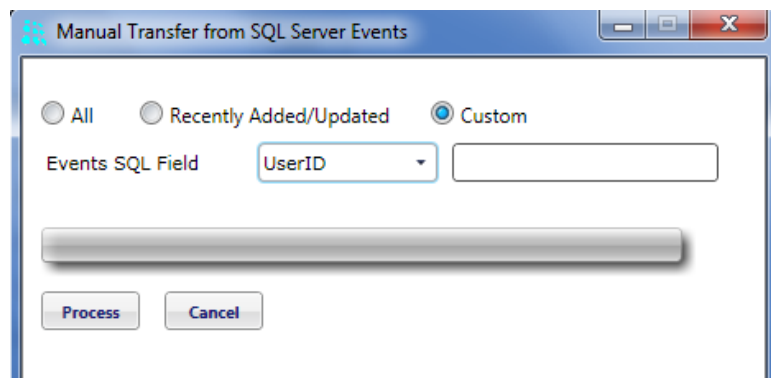 Manual Transfer from SQL Server Events
All Recently Added/Updated Custom
Events SQL Field UserID
Process Cancel